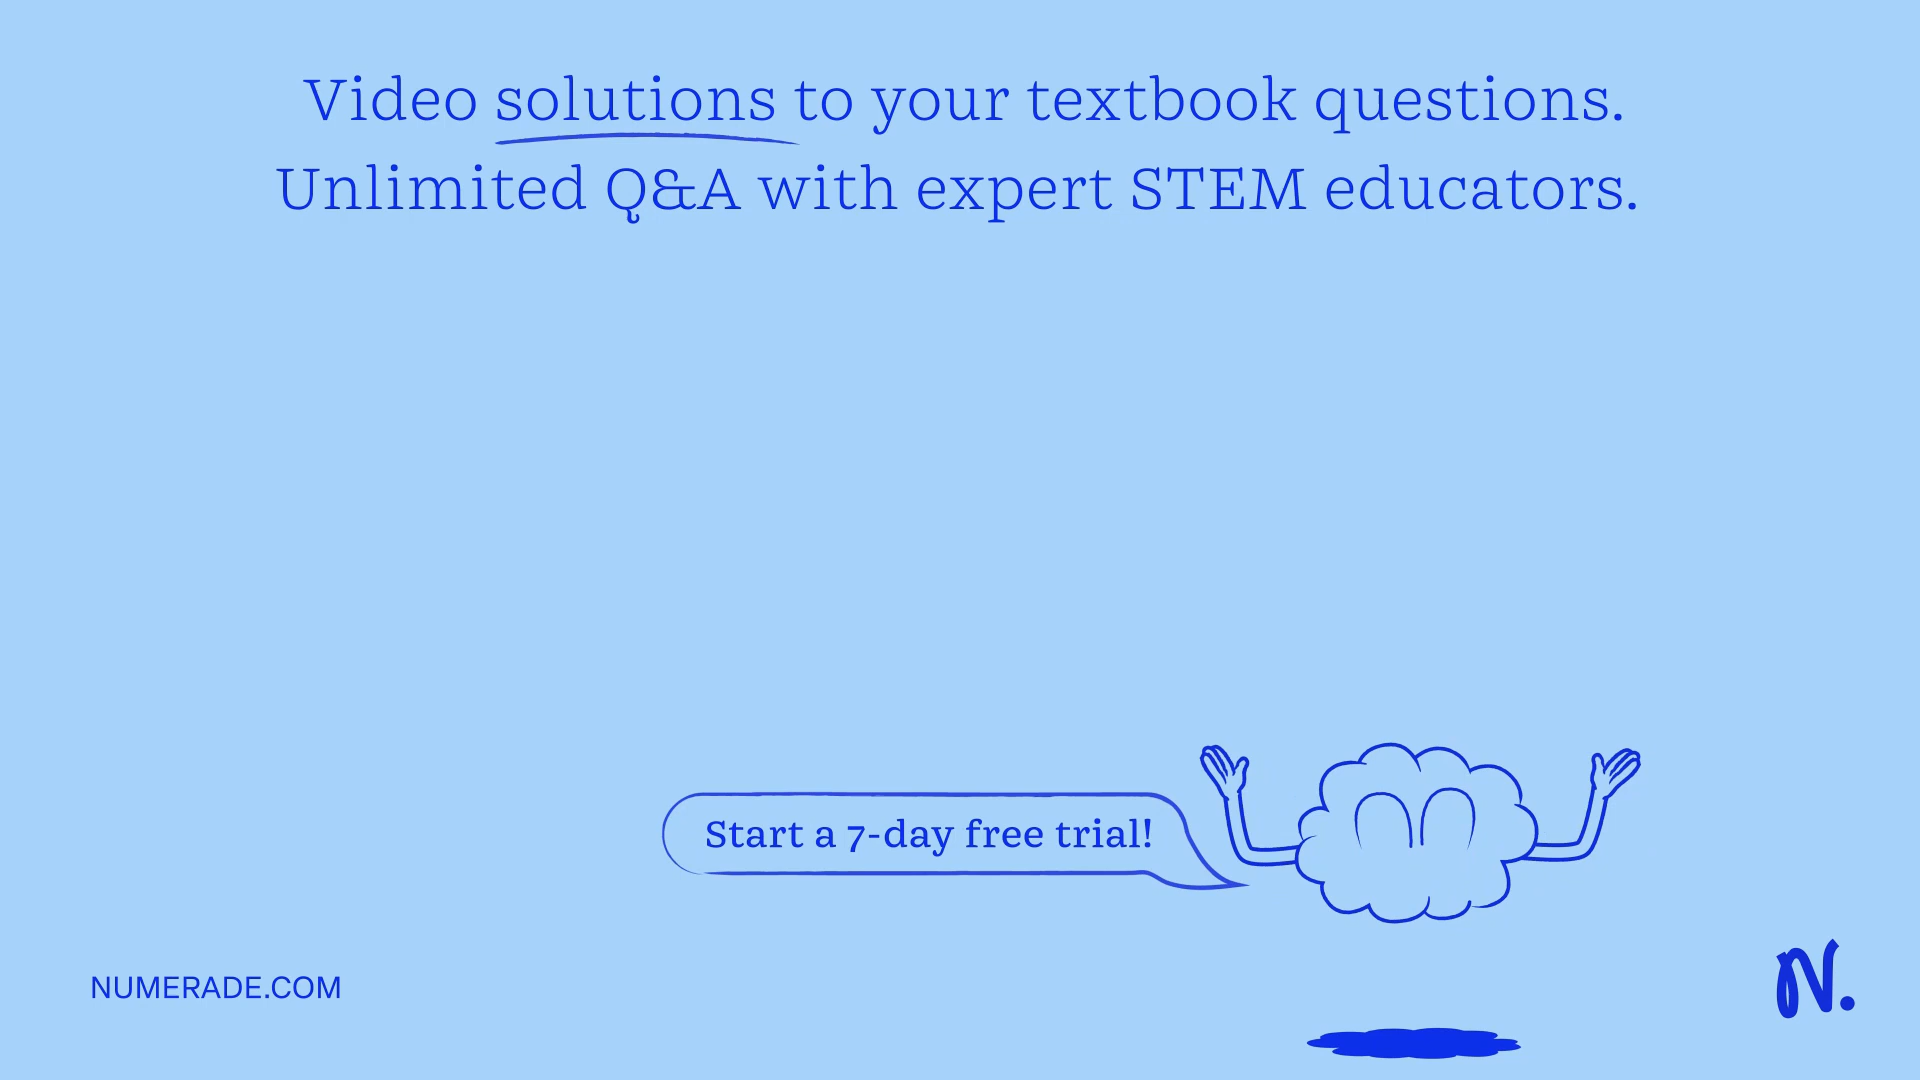 Video solutions to your textbook questions.
Unlimited Q&A with expert STEM educators.
Start a 7-day free trial!
NUMERADE.COM
N.